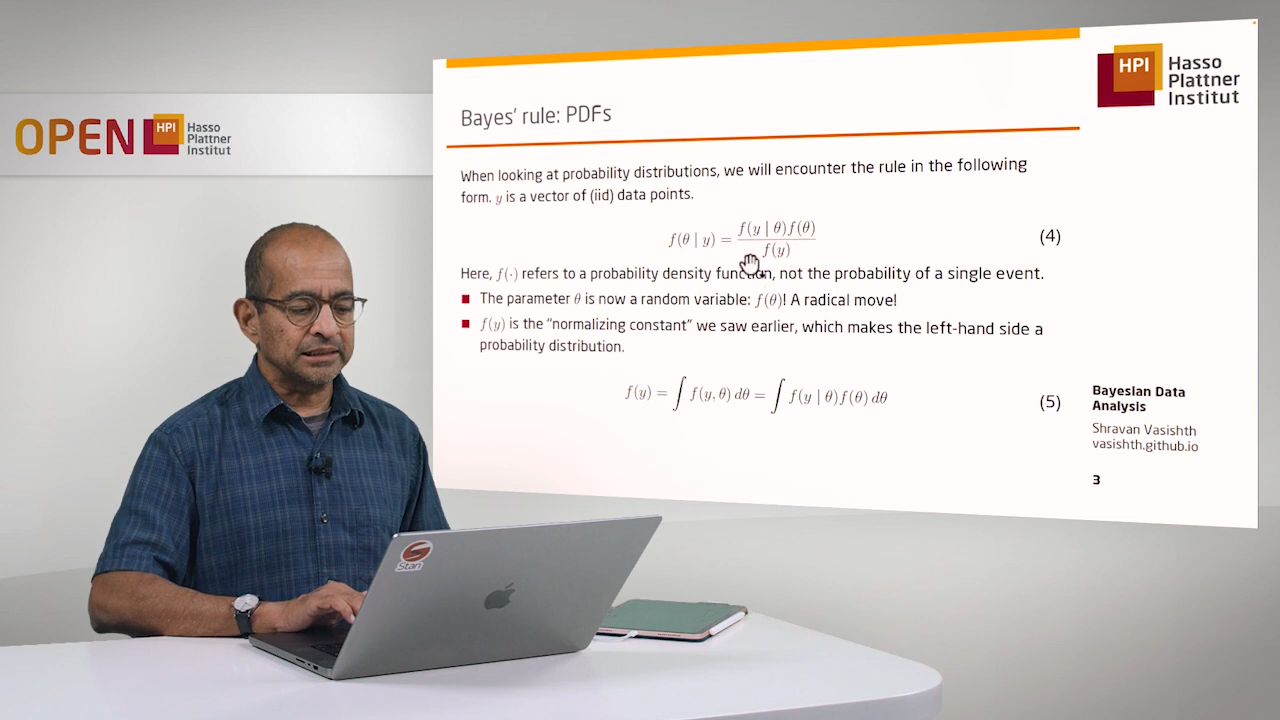 OPEN HPI Hasso
Plattner
Institut
HPI Hasso
Plattner
Institut
Bayes' rule: PDFs
When looking at probability distributions, we will encounter the rule in the following
form. y is a vector of (iid) data points.
f(θ | y) = f(y | θ)f(θ) / f(y) (4)
Here, f(·) refers to a probability density function, not the probability of a single event.
■ The parameter θ is now a random variable: f(θ)! A radical move!
■ f(y) is the "normalizing constant" we saw earlier, which makes the left-hand side a
probability distribution.
f(y) = ∫ f(y, θ) dθ = ∫ f(y | θ)f(θ) dθ (5)
Bayesian Data
Analysis
Shravan Vasishth
vasishth.github.io
3
Stan